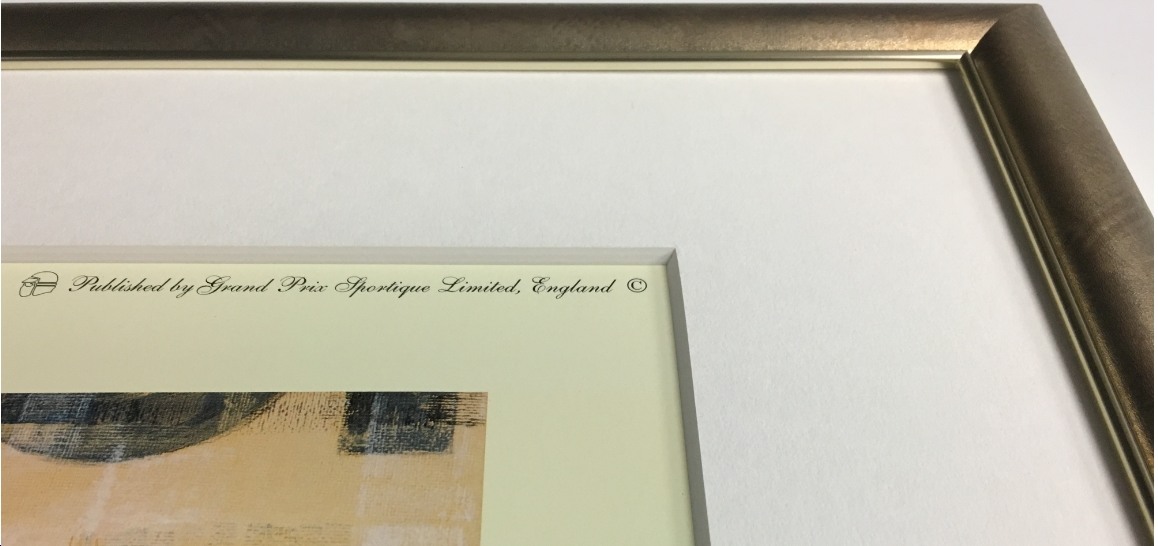 Published by Grand Prix Sportique Limited, England ©